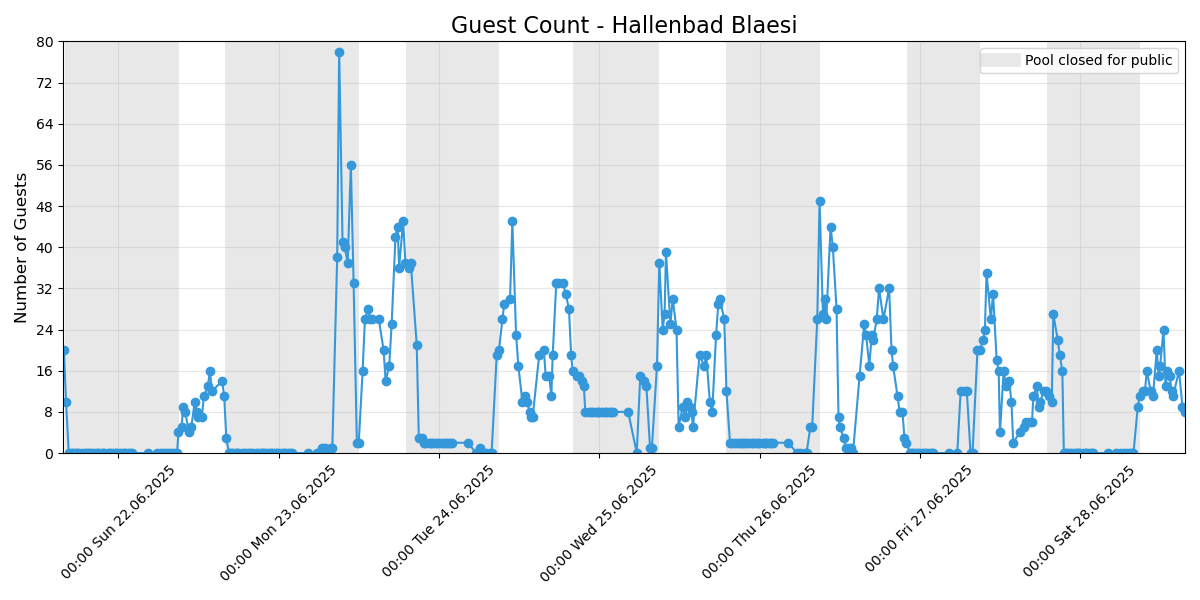 Guest Count - Hallenbad Blaesi
Pool closed for public
Number of Guests
80
72
64
56
48
40
32
24
16
8
0
00:00 Sun 22.06.2025
00:00 Mon 23.06.2025
00:00 Tue 24.06.2025
00:00 Wed 25.06.2025
00:00 Thu 26.06.2025
00:00 Fri 27.06.2025
00:00 Sat 28.06.2025